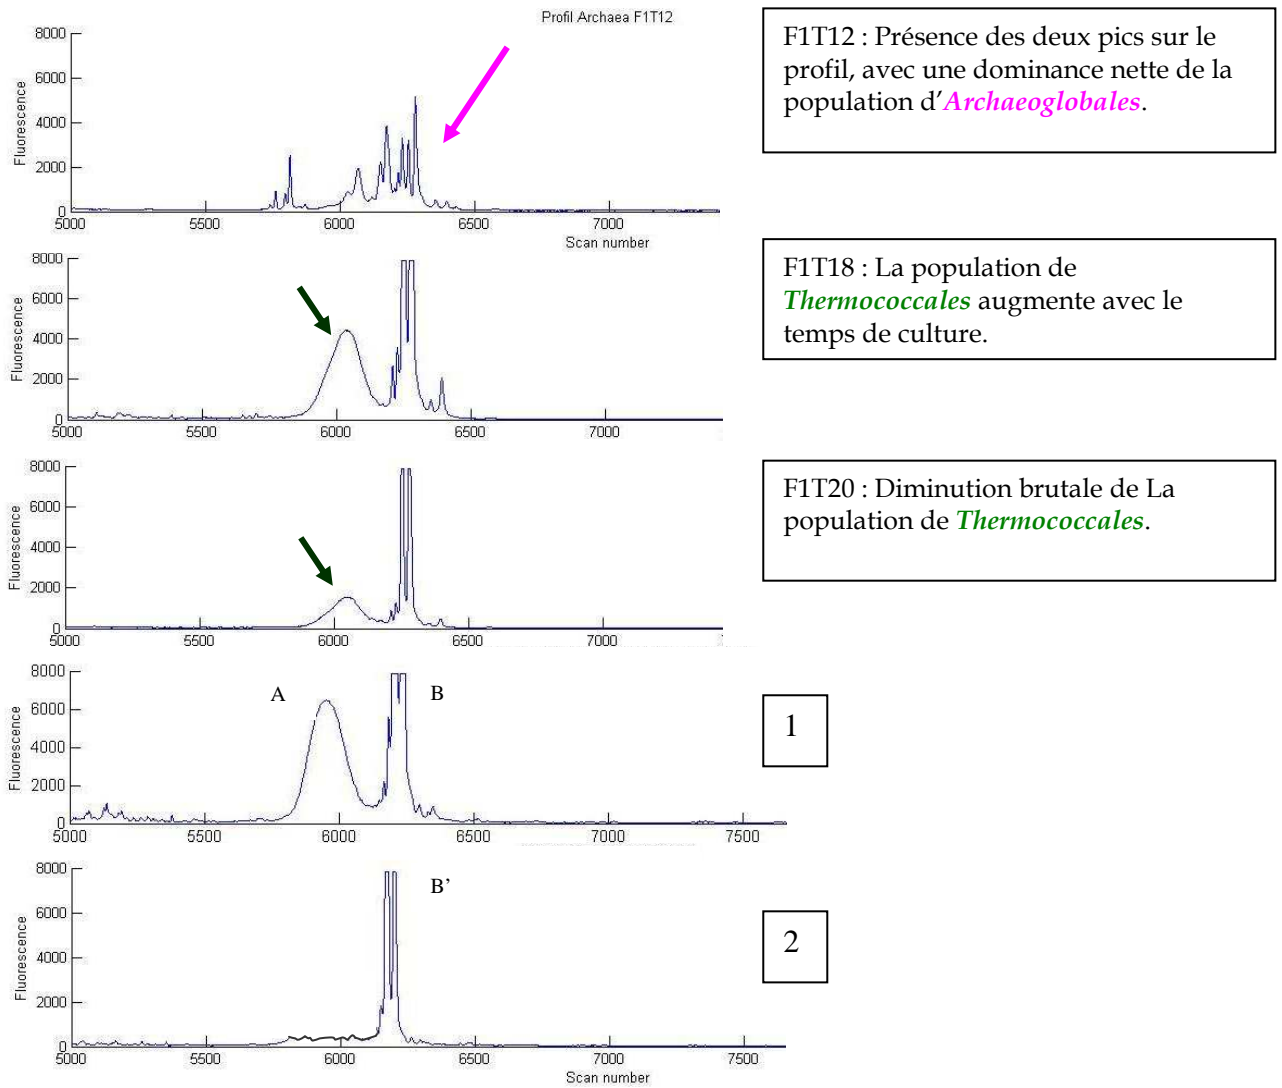 Profil Archaea F1T12
8000
6000
4000
2000
0
Fluorescence
5000
5500
6000
6500
7000
Scan number
F1T12 : Présence des deux pics sur le
profil, avec une dominance nette de la
population d'Archaeoglobales.
8000
6000
4000
2000
0
Fluorescence
5000
5500
6000
6500
7000
F1T18 : La population de
Thermococcales augmente avec le
temps de culture.
8000
6000
4000
2000
0
Fluorescence
5000
5500
6000
6500
7000
F1T20 : Diminution brutale de La
population de Thermococcales.
8000
6000
4000
2000
0
Fluorescence
A
B
5000
5500
6000
6500
7000
7500
1
8000
6000
4000
2000
0
Fluorescence
B'
5000
5500
6000
6500
7000
7500
Scan number
2